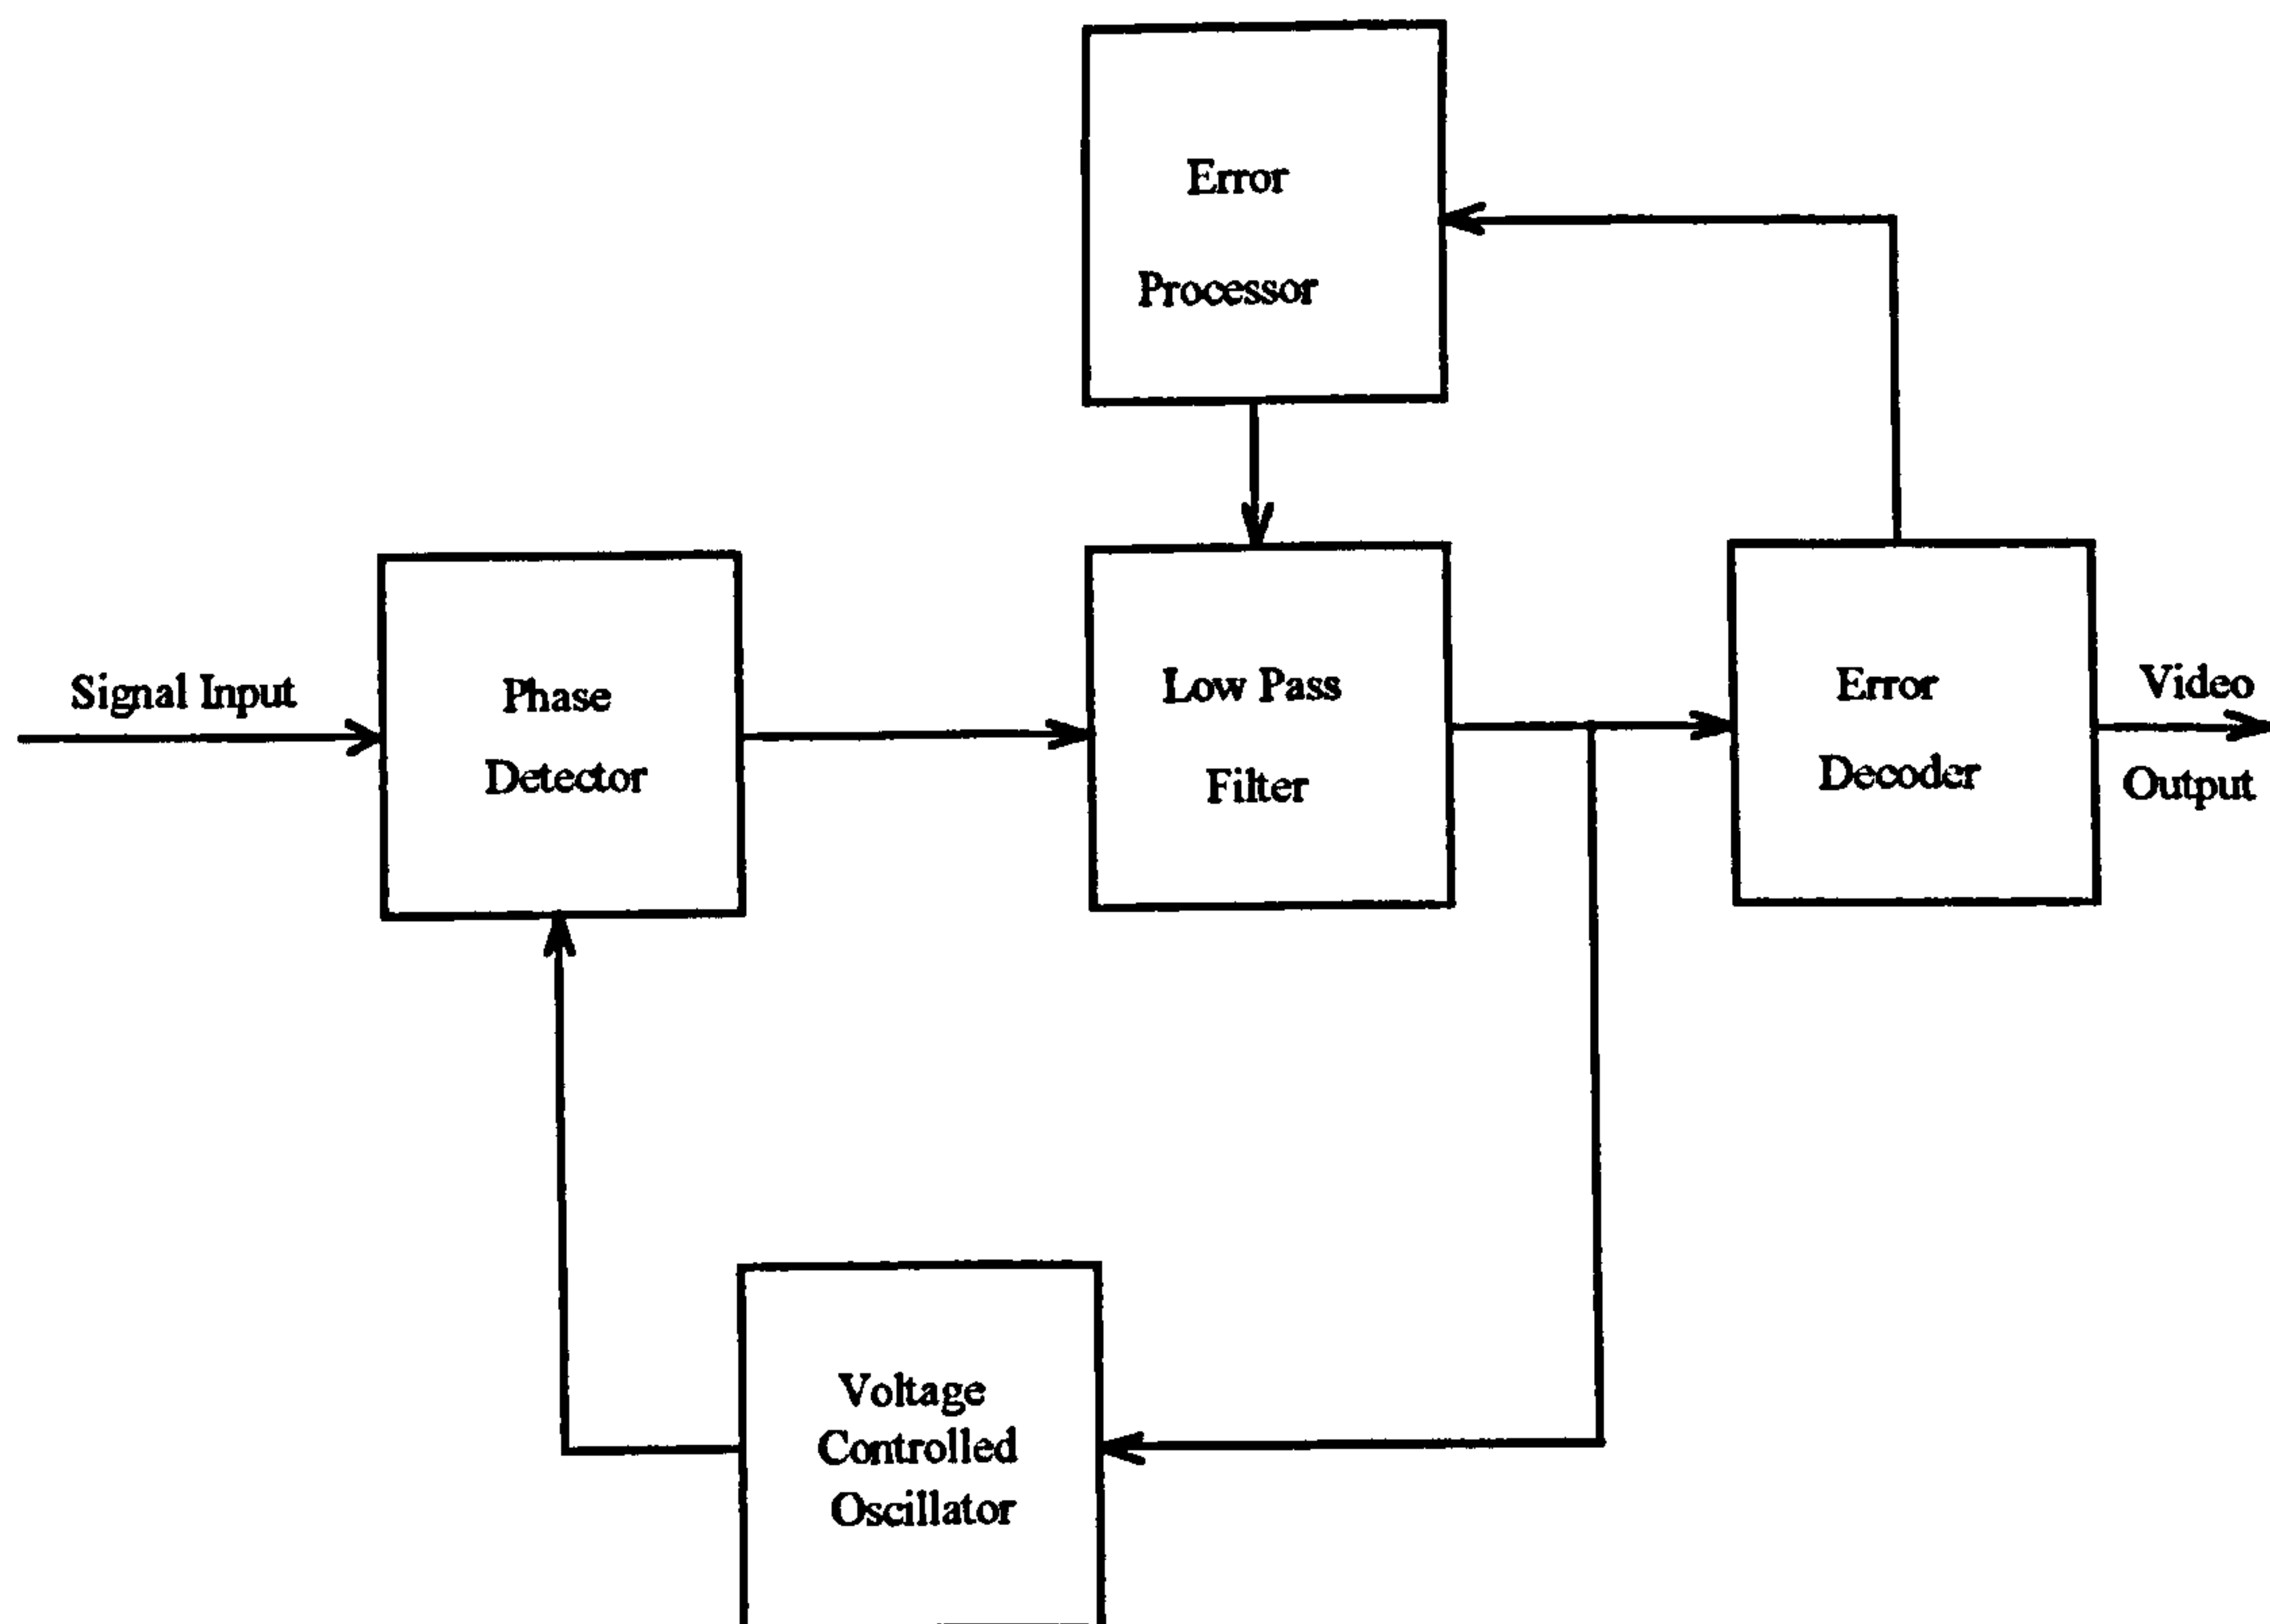 Error
Processor
Signal Input
Phase
Detector
Low Pass
Filter
Error
Decoder
Video
Output
Voltage
Controlled
Oscillator